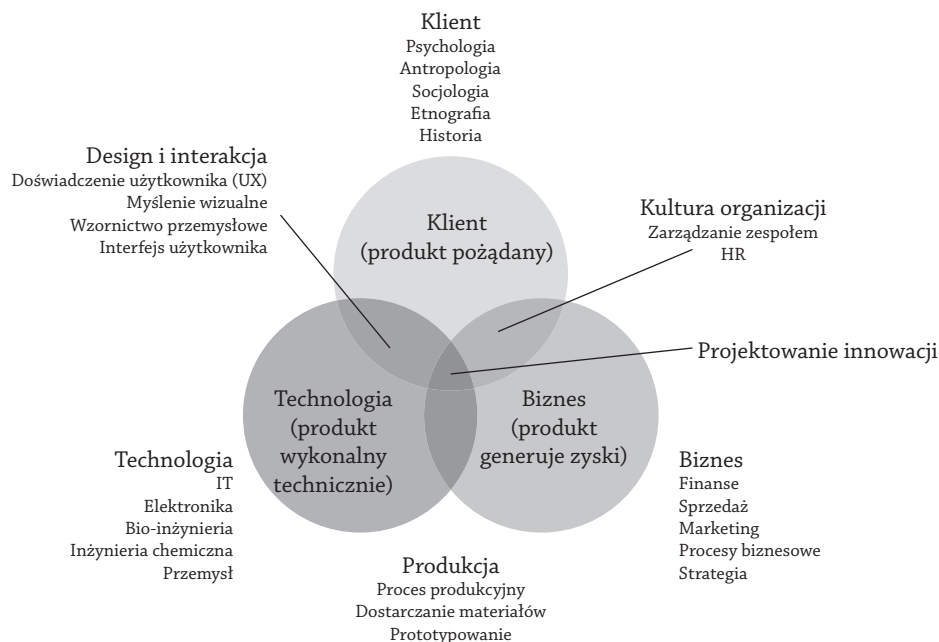 Klient
Psychologia
Antropologia
Socjologia
Etnografia
Historia
Design i interakcja
Doświadczenie użytkownika (UX)
Myślenie wizualne
Wzornictwo przemysłowe
Interfejs użytkownika
Klient
(produkt pożądany)
Kultura organizacji
Zarządzanie zespołem
HR
Projektowanie innowacji
Technologia
(produkt
wykonalny
technicznie)
Biznes
(produkt
generuje zyski)
Technologia
IT
Elektronika
Bio-inżynieria
Inżynieria chemiczna
Przemysł
Produkcja
Proces produkcyjny
Dostarczanie materiałów
Prototypowanie
Biznes
Finanse
Sprzedaż
Marketing
Procesy biznesowe
Strategia